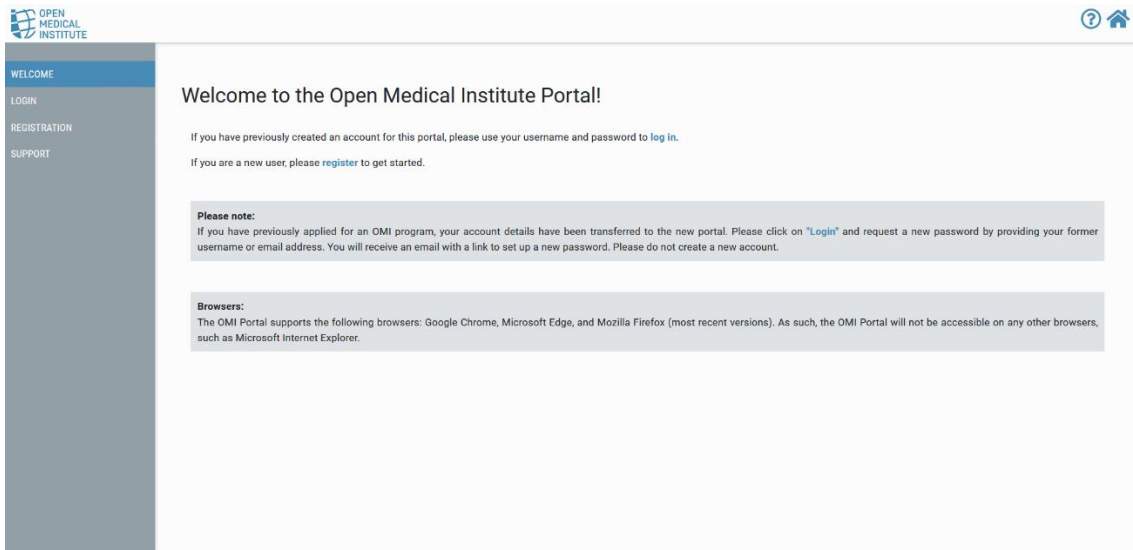 OPEN
MEDICAL
INSTITUTE
WELCOME
LOGIN
REGISTRATION
SUPPORT
Welcome to the Open Medical Institute Portal!
If you have previously created an account for this portal, please use your username and password to log in.
If you are a new user, please register to get started.
Please note:
If you have previously applied for an OMI program, your account details have been transferred to the new portal. Please click on "Login" and request a new password by providing your former
username or email address. You will receive an email with a link to set up a new password. Please do not create a new account.
Browsers:
The OMI Portal supports the following browsers: Google Chrome, Microsoft Edge, and Mozilla Firefox (most recent versions). As such, the OMI Portal will not be accessible on any other browsers,
such as Microsoft Internet Explorer.